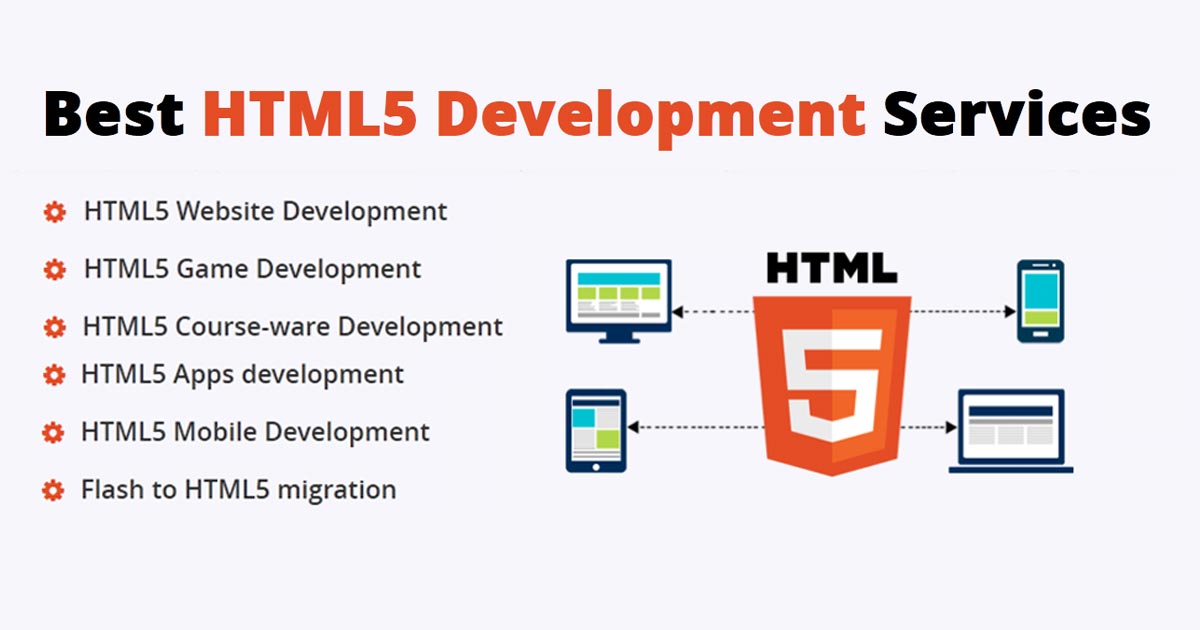 Best HTML5 Development Services
HTML5 Website Development
HTML5 Game Development
HTML5 Course-ware Development
HTML5 Apps development
HTML5 Mobile Development
Flash to HTML5 migration
HTML
5